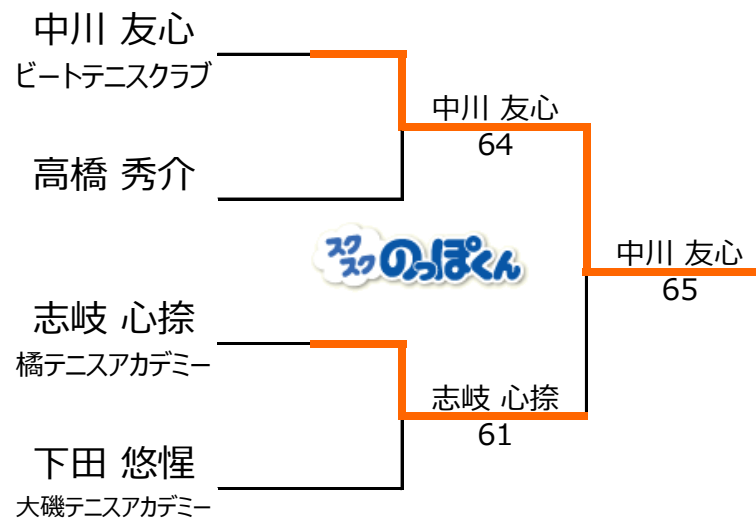 中川 友心
ビートテニスクラブ
中川 友心
64
高橋 秀介
スクスクのっぽくん
中川 友心
65
志岐 心捺
橘テニスアカデミー
志岐 心捺
61
下田 悠惺
大磯テニスアカデミー